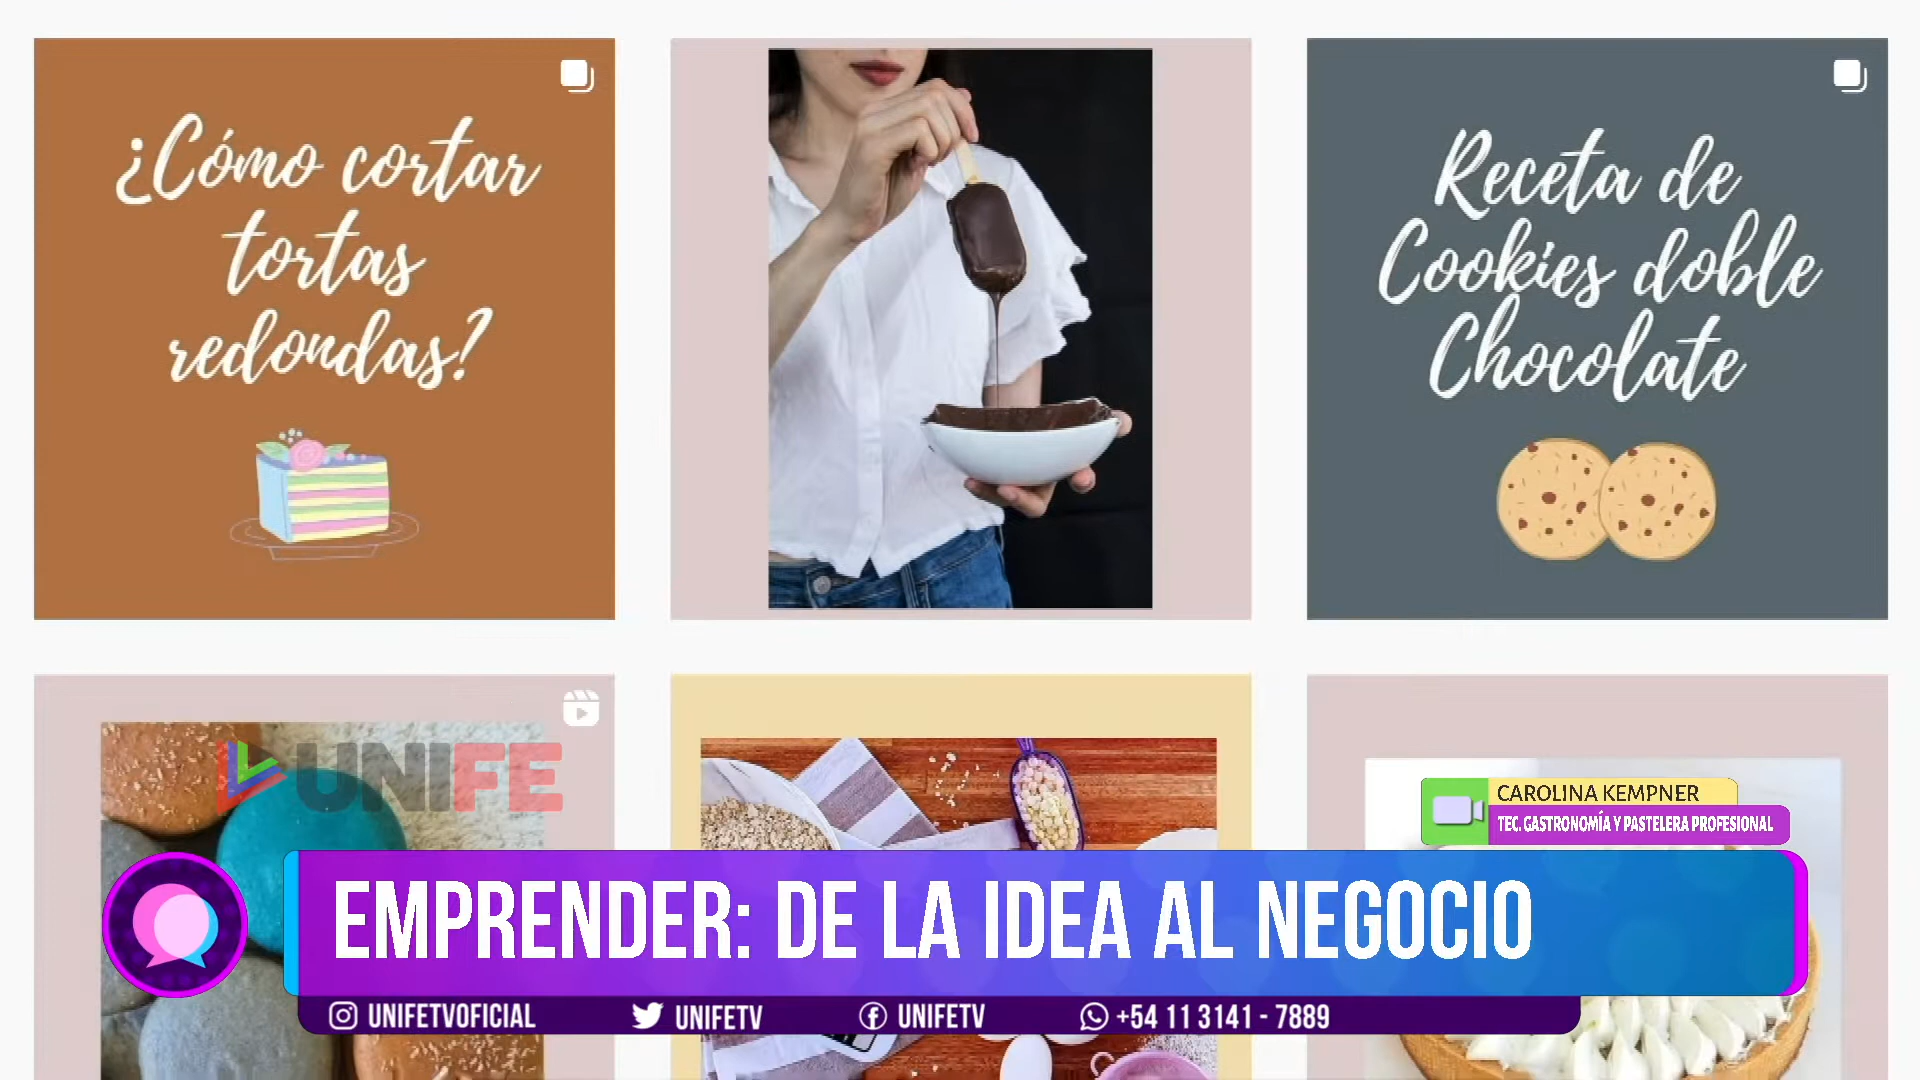 ¿Cómo cortar
tortas
redondas?
Receta de
Cookies doble
Chocolate
UNIFE
CAROLINA KEMPNER
TEC. GASTRONOMÍA Y PASTELERA PROFESIONAL
EMPRENDER: DE LA IDEA AL NEGOCIO
UNIFETVOFICIAL UNIFETV UNIFETV +54 11 3141 - 7889